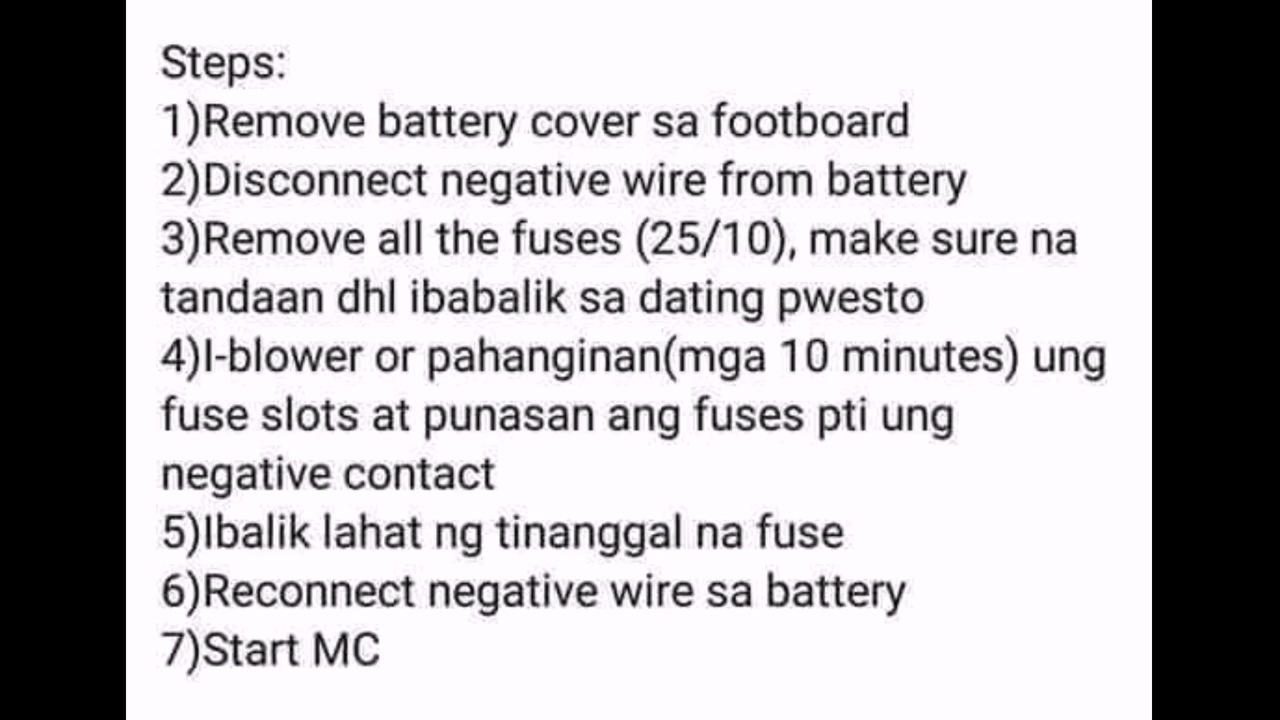 Steps:
1)Remove battery cover sa footboard
2)Disconnect negative wire from battery
3)Remove all the fuses (25/10), make sure na
tandaan dhl ibabalik sa dating pwesto
4)I-blower or pahanginan(mga 10 minutes) ung
fuse slots at punasan ang fuses pti ung
negative contact
5)Ibalik lahat ng tinanggal na fuse
6)Reconnect negative wire sa battery
7)Start MC